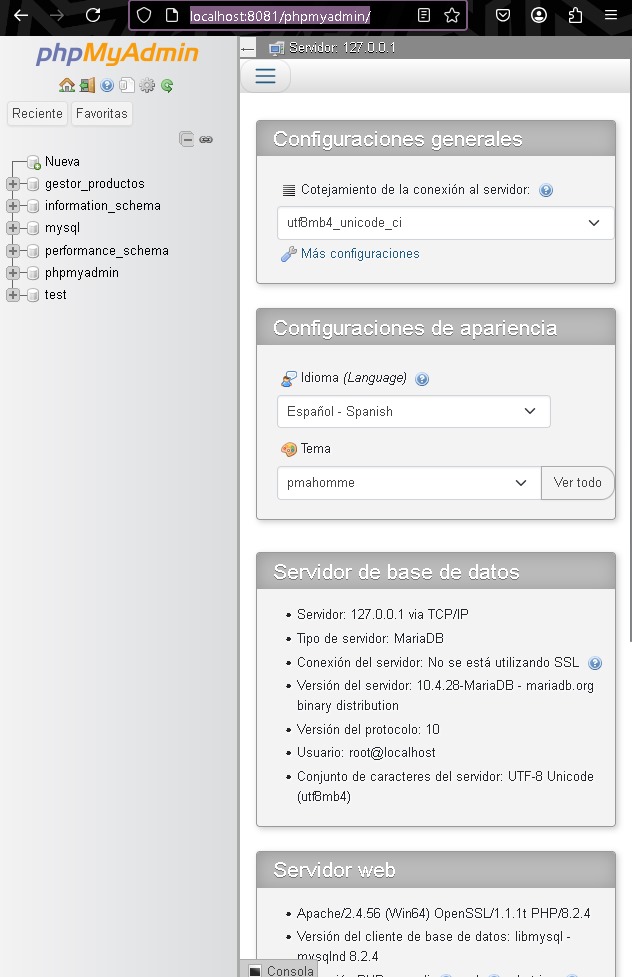 localhost:8081/phpmyadmin/
phpMyAdmin
Reciente
Favoritas
Nueva
gestor_productos
information_schema
mysql
performance_schema
phpmyadmin
test
Servidor: 127.0.0.1
Configuraciones generales
Cotejamiento de la conexión al servidor:
utf8mb4_unicode_ci
Más configuraciones
Configuraciones de apariencia
Idioma (Language)
Español - Spanish
Tema
pmahomme
Ver todo
Servidor de base de datos
Servidor: 127.0.0.1 via TCP/IP
Tipo de servidor: MariaDB
Conexión del servidor: No se está utilizando SSL
Versión del servidor: 10.4.28-MariaDB - mariadb.org
binary distribution
Versión del protocolo: 10
Usuario: root@localhost
Conjunto de caracteres del servidor: UTF-8 Unicode
(utf8mb4)
Servidor web
Apache/2.4.56 (Win64) OpenSSL/1.1.1t PHP/8.2.4
Versión del cliente de base de datos: libmysql -
mysqlnd 8.2.4
Consola